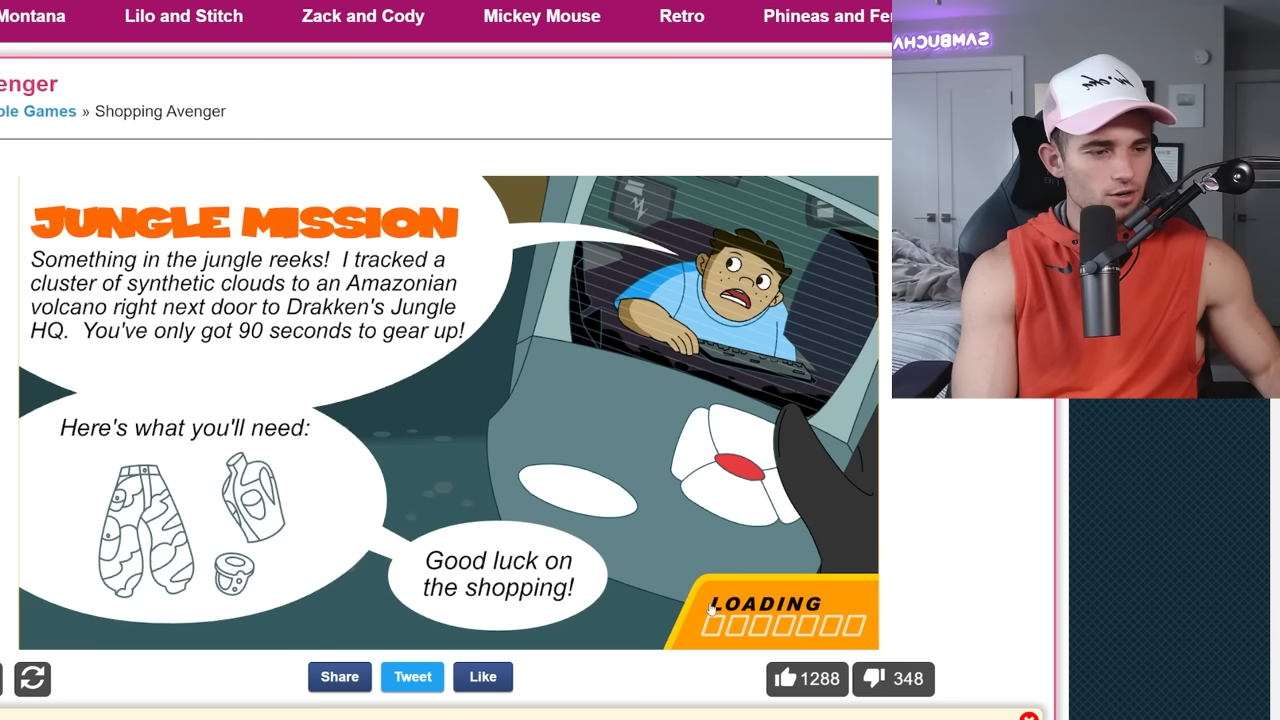 Montana Lilo and Stitch Zack and Cody Mickey Mouse Retro Phineas and Fer
enger
ble Games » Shopping Avenger
JUNGLE MISSION
Something in the jungle reeks! I tracked a
cluster of synthetic clouds to an Amazonian
volcano right next door to Drakken's Jungle
HQ. You've only got 90 seconds to gear up!
Here's what you'll need:
Good luck on
the shopping!
LOADING
Share Tweet Like 1288 348
SAMBUCHA